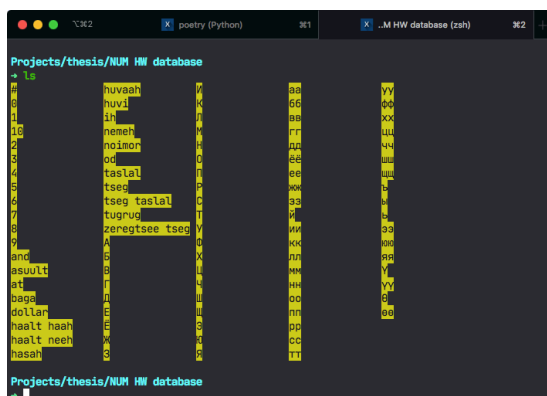 ⌥⌘2 poetry (Python) ⌘1 ..M HW database (zsh) ⌘2 +
Projects/thesis/NUM HW database
→ ls
# huvaah И аа уу
0 huvi К бб фф
1 ih Л вв хх
10 nemeh М гг цц
2 noimor Н дд чч
3 od О ёё шш
4 taslal П ее щщ
5 tseg Р жж ъ
6 tseg taslal С зз ы
7 tugrug Т й ь
8 zeregtsee tseg У ии ээ
9 А Ф кк юю
and Б Х лл яя
asuult В Ц мм Ү
at Г Ч нн үү
baga Д Ш оо Ө
dollar Е Щ пп өө
haalt haah Ё Э рр
haalt neeh Ж Ю сс
hasah З Я тт
Projects/thesis/NUM HW database
→